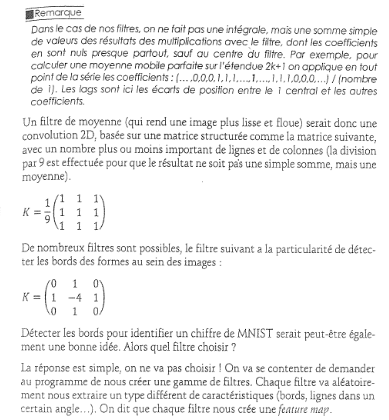 Remarque
Dans le cas de nos filtres, on ne fait pas une intégrale, mais une somme simple
de valeurs des résultats des multiplications avec le filtre, dont les coefficients
en sont nuls presque partout, sauf au centre du filtre. Par exemple, pour
calculer une moyenne mobile parfaite sur l'étendue 2k+1 on applique en tout
point de la série les coefficients : (....0,0,0,1,1,1,...,1,...,1,1,1,0,0,0,...) / (nombre
de 1). Les lags sont ici les écarts de position entre le 1 central et les autres
coefficients.
Un filtre de moyenne (qui rend une image plus lisse et floue) serait donc une
convolution 2D, basée sur une matrice structurée comme la matrice suivante,
avec un nombre plus ou moins important de lignes et de colonnes (la division
par 9 est effectuée pour que le résultat ne soit pas une simple somme, mais une
moyenne).
1 1 1 1
K = — (1 1 1)
9 1 1 1
De nombreux filtres sont possibles, le filtre suivant a la particularité de détec-
ter les bords des formes au sein des images :
0 1 0
K = (1 -4 1)
0 1 0
Détecter les bords pour identifier un chiffre de MNIST serait peut-être égale-
ment une bonne idée. Alors quel filtre choisir ?
La réponse est simple, on ne va pas choisir ! On va se contenter de demander
au programme de nous créer une gamme de filtres. Chaque filtre va aléatoire-
ment nous extraire un type différent de caractéristiques (bords, lignes dans un
certain angle...). On dit que chaque filtre nous crée une feature map.